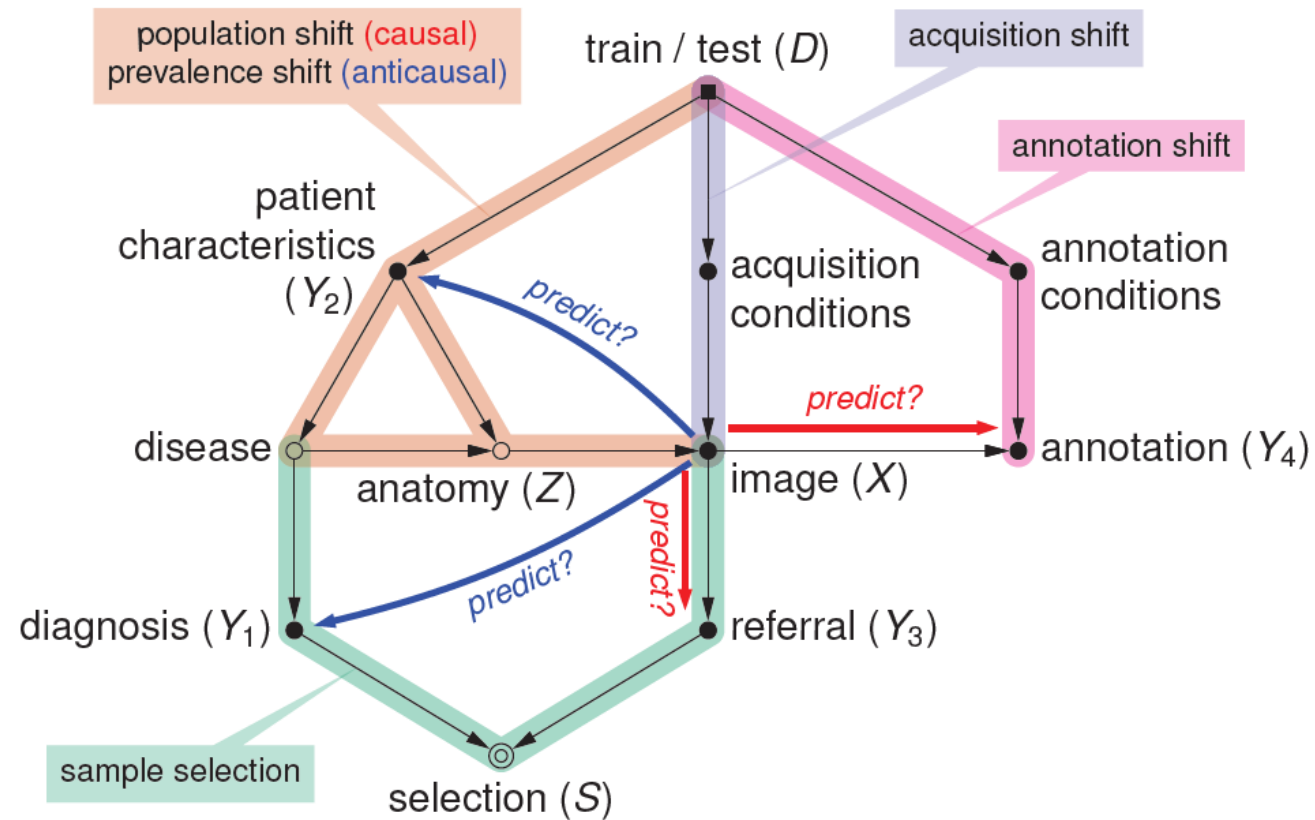 population shift (causal)
prevalence shift (anticausal)
train / test (D)
acquisition shift
annotation shift
patient
characteristics
(Y₂)
predict?
acquisition
conditions
annotation
conditions
predict?
disease
anatomy (Z)
image (X)
annotation (Y₄)
predict?
predict?
diagnosis (Y₁)
referral (Y₃)
sample selection
selection (S)